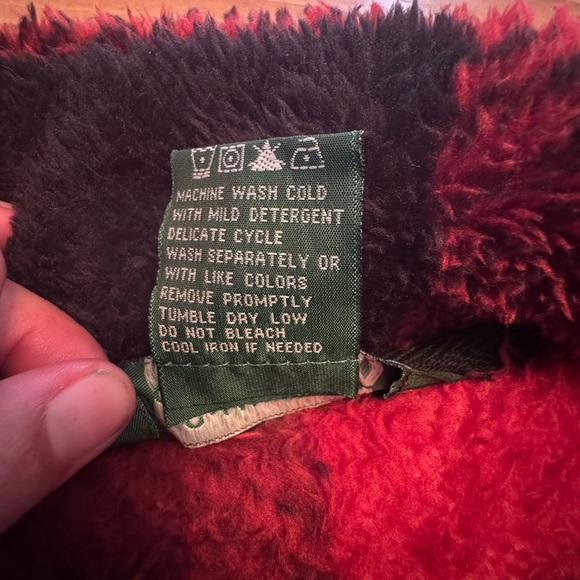 MACHINE WASH COLD
WITH MILD DETERGENT
DELICATE CYCLE
WASH SEPARATELY OR
WITH LIKE COLORS
REMOVE PROMPTLY
TUMBLE DRY LOW
DO NOT BLEACH
COOL IRON IF NEEDED